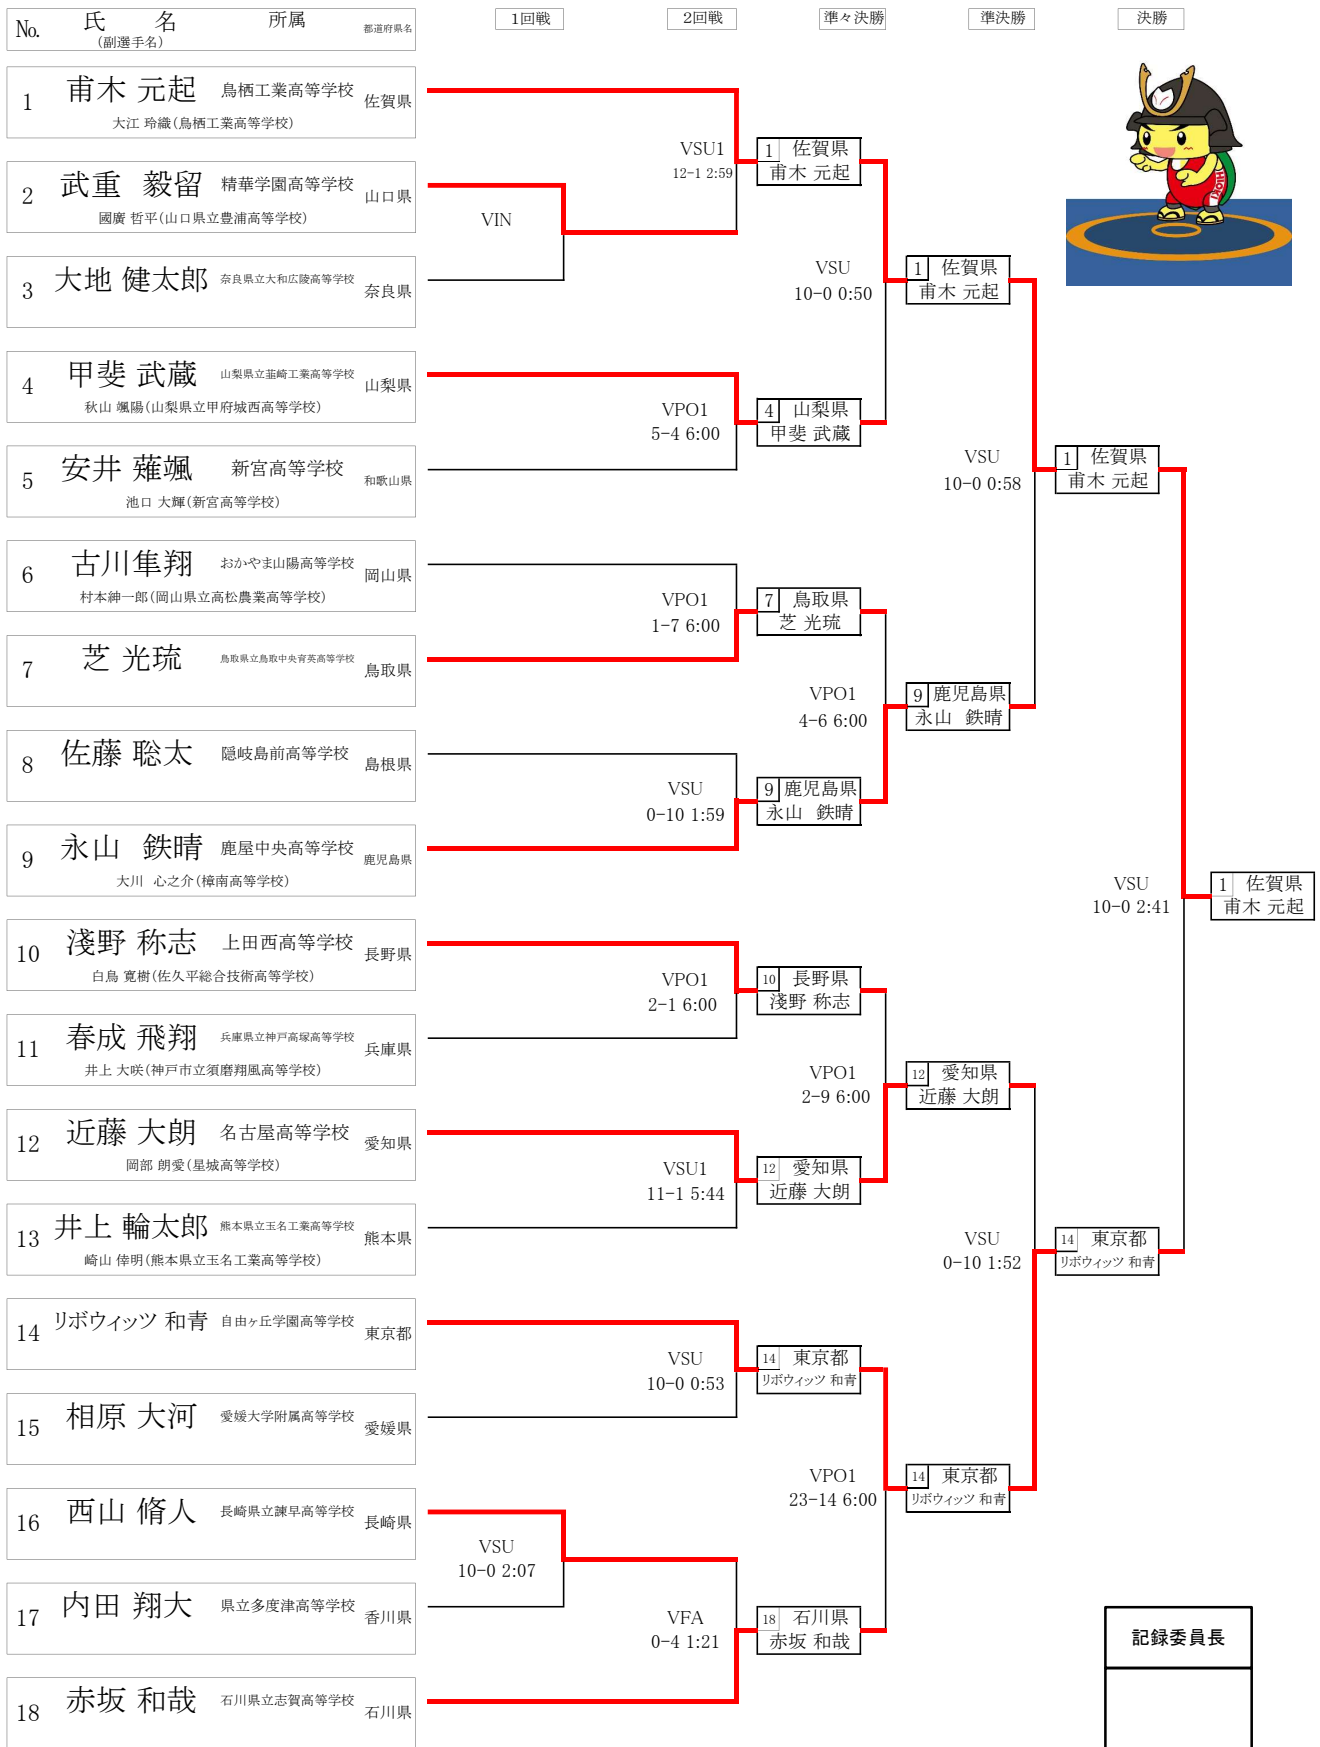 No. 氏 名 所属 都道府県名 1回戦 2回戦 準々決勝 準決勝 決勝
(副選手名)
1 甫木 元起 鳥栖工業高等学校 佐賀県
大江 玲織(鳥栖工業高等学校)
VSU1
12-1 2:59
1 佐賀県
甫木 元起
2 武重 毅留 精華学園高等学校 山口県
國廣 哲平(山口県立豊浦高等学校)
VIN
3 大地 健太郎 奈良県立大和広陵高等学校 奈良県
VSU
10-0 0:50
1 佐賀県
甫木 元起
4 甲斐 武蔵 山梨県立韮崎工業高等学校 山梨県
秋山 颯陽(山梨県立甲府城西高等学校)
VPO1
5-4 6:00
4 山梨県
甲斐 武蔵
5 安井 薙颯 新宮高等学校 和歌山県
池口 大輝(新宮高等学校)
VSU
10-0 0:58
1 佐賀県
甫木 元起
6 古川隼翔 おかやま山陽高等学校 岡山県
村本紳一郎(岡山県立高松農業高等学校)
VPO1
1-7 6:00
7 鳥取県
芝 光琉
7 芝 光琉 鳥取県立鳥取中央育英高等学校 鳥取県
VPO1
4-6 6:00
9 鹿児島県
永山 鉄晴
8 佐藤 聡太 隠岐島前高等学校 島根県
VSU
0-10 1:59
9 鹿児島県
永山 鉄晴
9 永山 鉄晴 鹿屋中央高等学校 鹿児島県
大川 心之介(樟南高等学校)
VSU
10-0 2:41
1 佐賀県
甫木 元起
10 淺野 称志 上田西高等学校 長野県
白鳥 寛樹(佐久平総合技術高等学校)
VPO1
2-1 6:00
10 長野県
淺野 称志
11 春成 飛翔 兵庫県立神戸高塚高等学校 兵庫県
井上 大咲(神戸市立須磨翔風高等学校)
VPO1
2-9 6:00
12 愛知県
近藤 大朗
12 近藤 大朗 名古屋高等学校 愛知県
岡部 朗愛(星城高等学校)
VSU1
11-1 5:44
12 愛知県
近藤 大朗
13 井上 輪太郎 熊本県立玉名工業高等学校 熊本県
崎山 倖明(熊本県立玉名工業高等学校)
VSU
0-10 1:52
14 東京都
リボウィッツ 和青
14 リボウィッツ 和青 自由ヶ丘学園高等学校 東京都
VSU
10-0 0:53
14 東京都
リボウィッツ 和青
15 相原 大河 愛媛大学附属高等学校 愛媛県
VPO1
23-14 6:00
14 東京都
リボウィッツ 和青
16 西山 脩人 長崎県立諫早高等学校 長崎県
VSU
10-0 2:07
17 内田 翔大 県立多度津高等学校 香川県
VFA
0-4 1:21
18 石川県
赤坂 和哉
18 赤坂 和哉 石川県立志賀高等学校 石川県
記録委員長